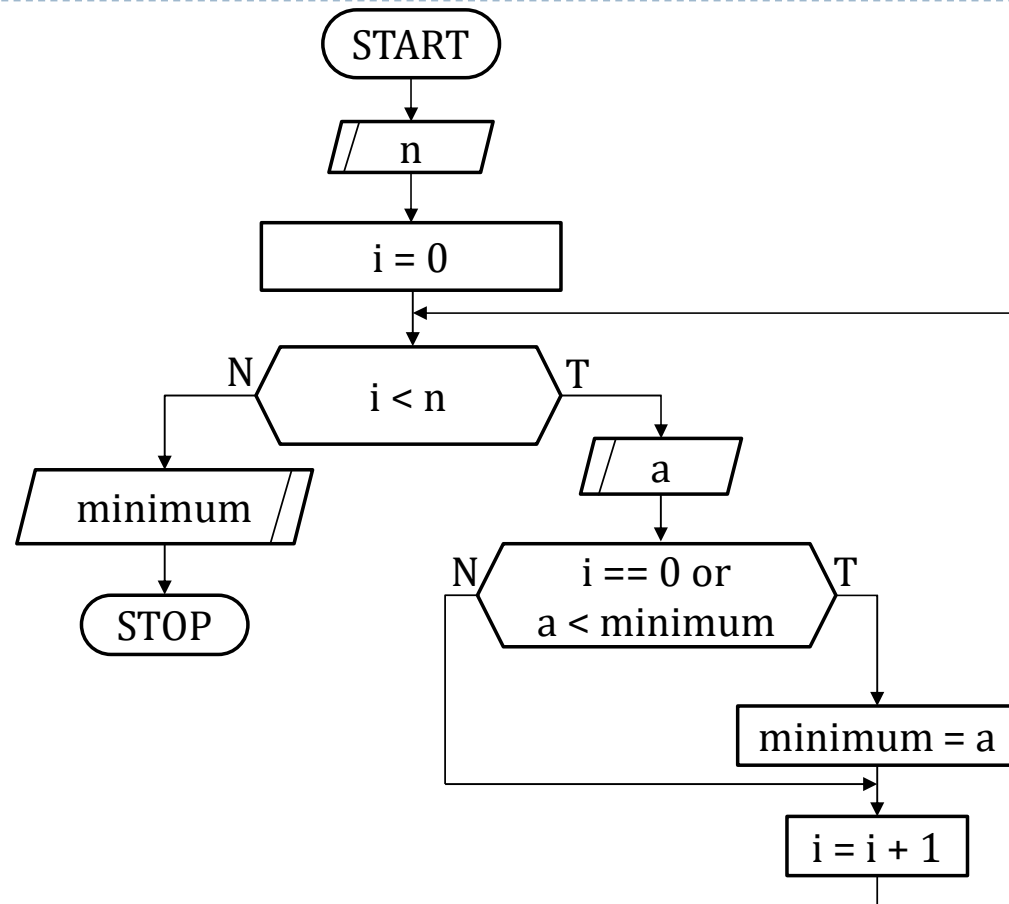 START
n
i = 0
N
T
i < n
a
minimum
N
T
i == 0 or
a < minimum
STOP
minimum = a
i = i + 1